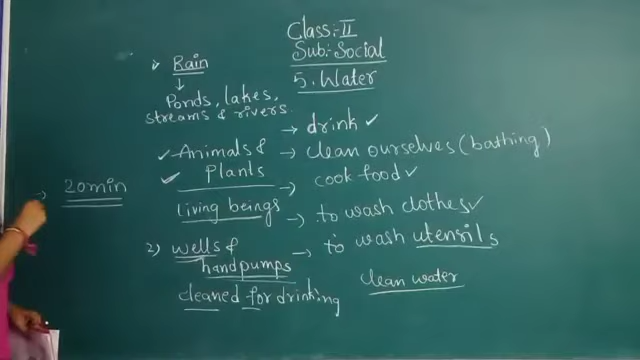 Class:-II
Sub:-Social
5. Water
Rain
↓
Ponds, lakes,
streams & rivers.
→ drink ✓
✓ Animals & → clean ourselves (bathing)
✓ Plants
→ cook food ✓
→ 20min
living beings → to wash clothes ✓
2) wells & → to wash utensils
handpumps
cleaned for drinking
clean water